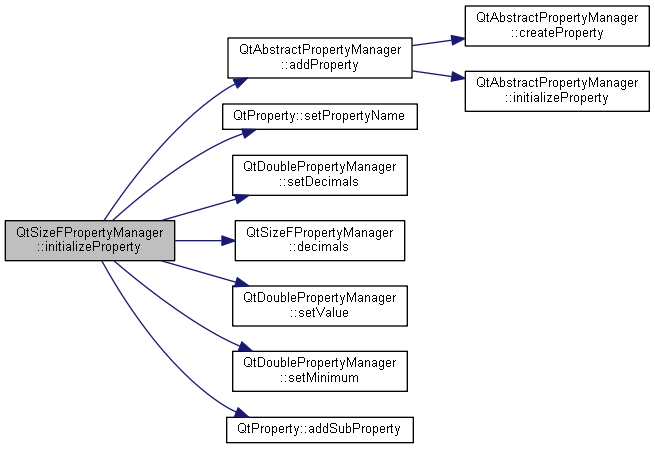 QtSizeFPropertyManager
::initializeProperty
QtAbstractPropertyManager
::addProperty
QtAbstractPropertyManager
::createProperty
QtAbstractPropertyManager
::initializeProperty
QtProperty::setPropertyName
QtDoublePropertyManager
::setDecimals
QtSizeFPropertyManager
::decimals
QtDoublePropertyManager
::setValue
QtDoublePropertyManager
::setMinimum
QtProperty::addSubProperty